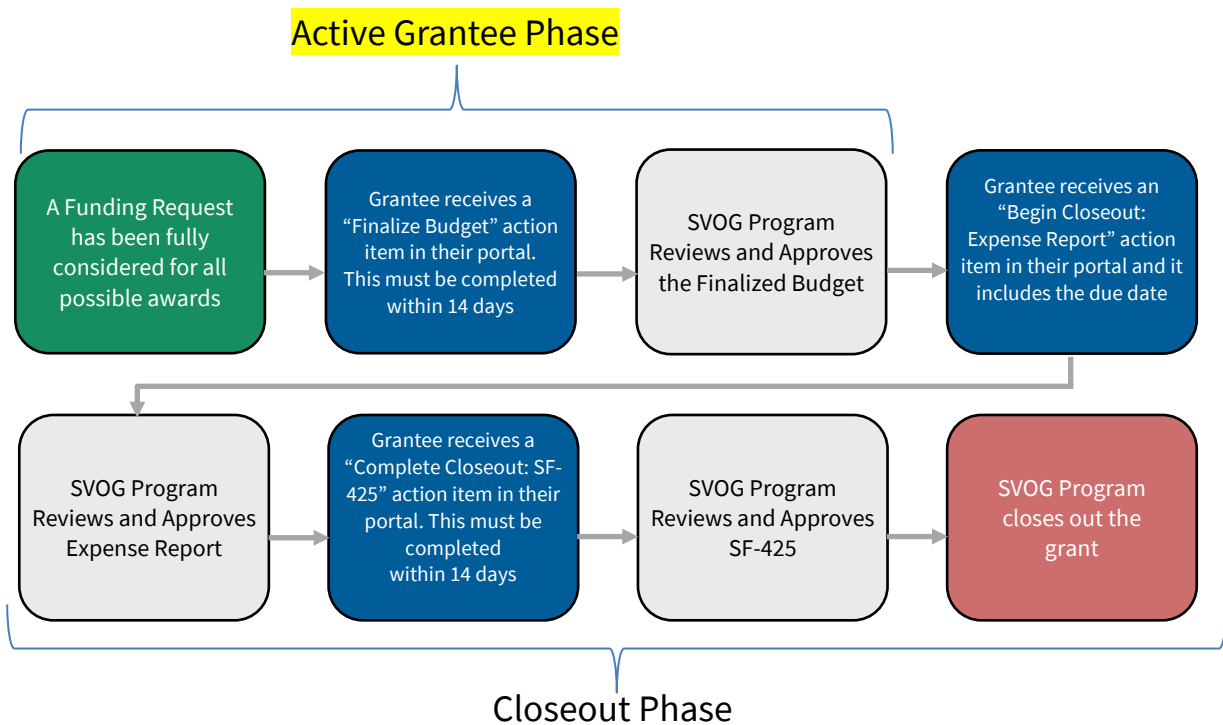 Active Grantee Phase
A Funding Request
has been fully
considered for all
possible awards
Grantee receives a
“Finalize Budget” action
item in their portal.
This must be completed
within 14 days
SVOG Program
Reviews and Approves
the Finalized Budget
Grantee receives an
“Begin Closeout:
Expense Report” action
item in their portal and it
includes the due date
SVOG Program
Reviews and Approves
Expense Report
Grantee receives a
“Complete Closeout: SF-
425” action item in their
portal. This must be
completed
within 14 days
SVOG Program
Reviews and Approves
SF-425
SVOG Program
closes out the
grant
Closeout Phase